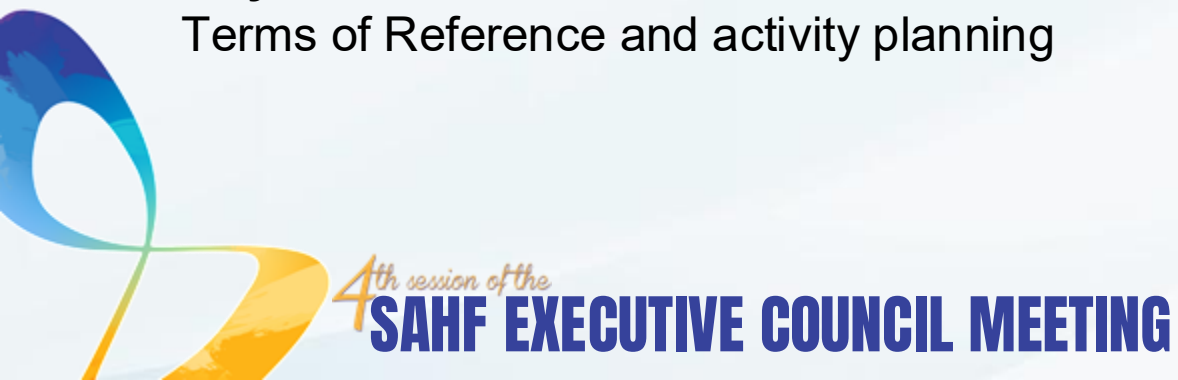 Terms of Reference and activity planning
4th session of the
SAHF EXECUTIVE COUNCIL MEETING